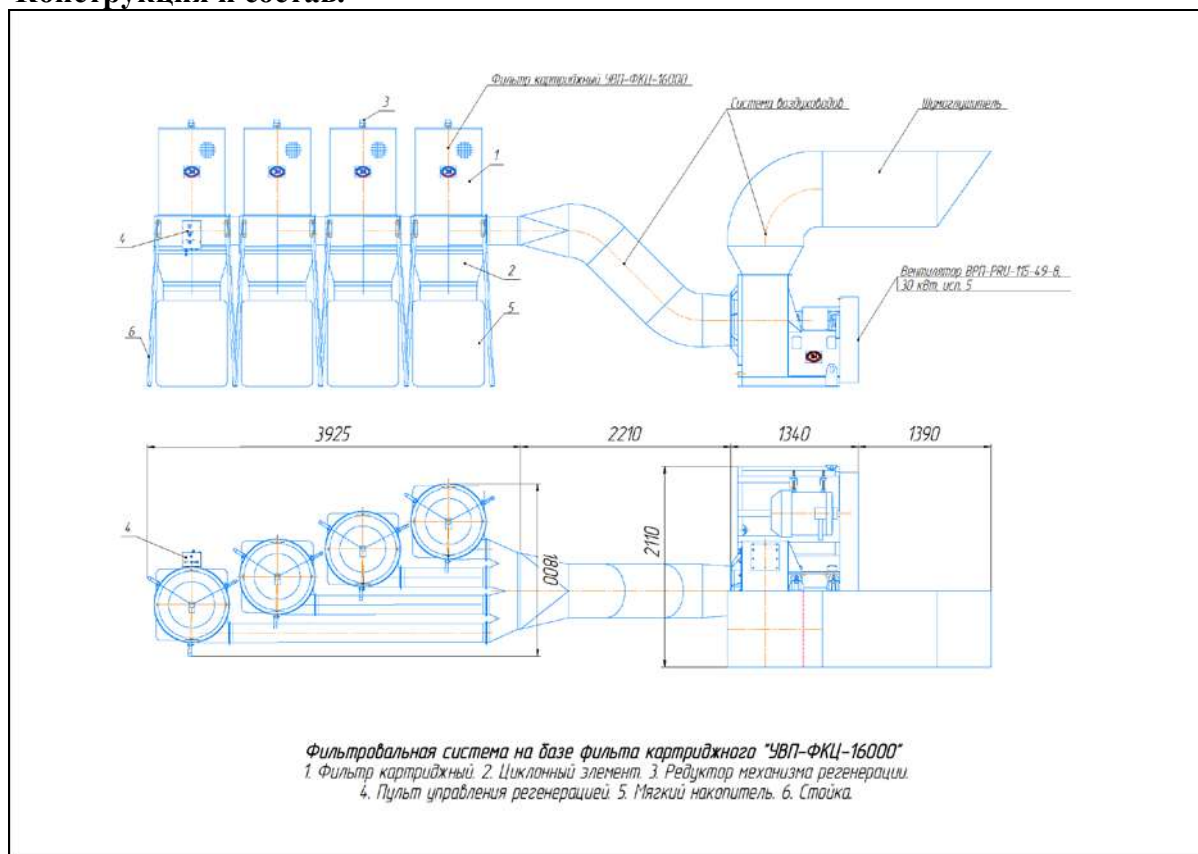 Конструкция и состав:
Фильтр картриджный УВП-ФКЦ-16000
3
Система воздуховодов
Шумоглушитель
1
4
2
Вентилятор ВРП-PRU-115-49-8,
30 кВт. исп. 5
5
6
3925
2210
1340
1390
4
1800
2110
Фильтровальная система на базе фильта картриджного "УВП-ФКЦ-16000"
1. Фильтр картриджный. 2. Циклонный элемент. 3. Редуктор механизма регенерации.
4. Пульт управления регенерацией. 5. Мягкий накопитель. 6. Стойка.